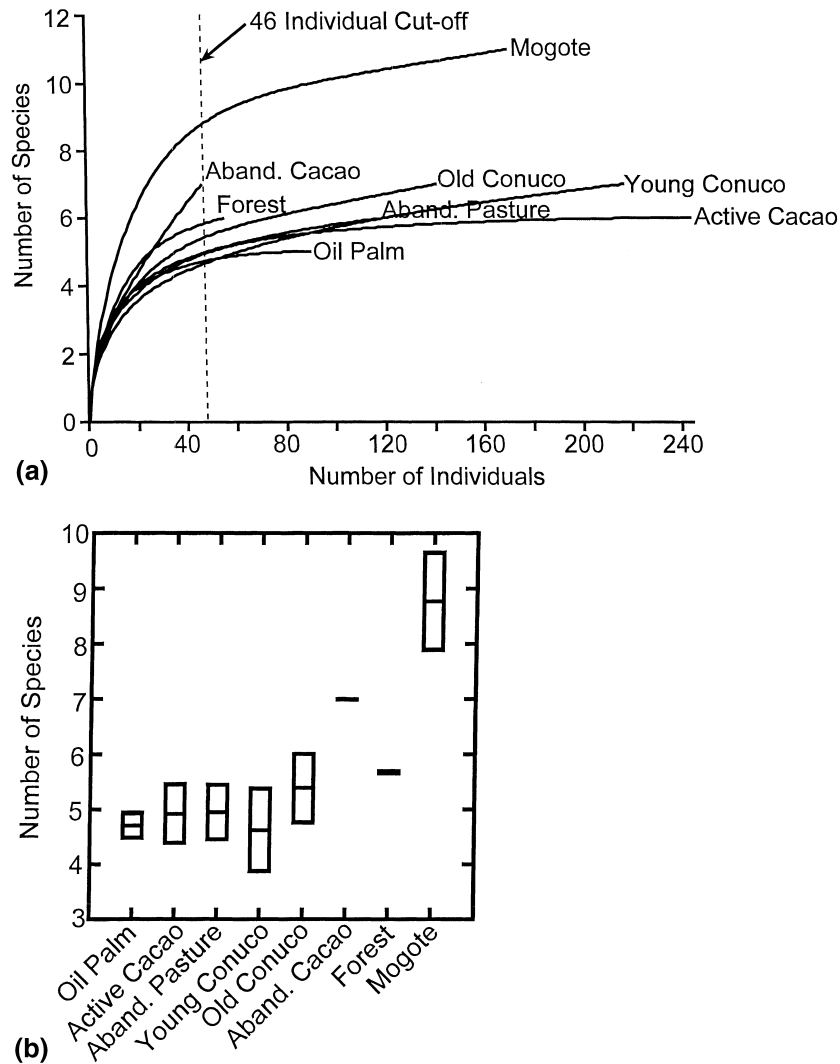 12
46 Individual Cut-off
Mogote
10
Number of Species
8
Aband. Cacao
Old Conuco
Young Conuco
Forest
Aband. Pasture
6
Active Cacao
Oil Palm
4
2
0
0 40 80 120 160 200 240
Number of Individuals
(a)
10
9
8
7
6
5
4
3
Number of Species
Oil Palm
Active Cacao
Aband. Pasture
Young Conuco
Old Conuco
Aband. Cacao
Forest
Mogote
(b)